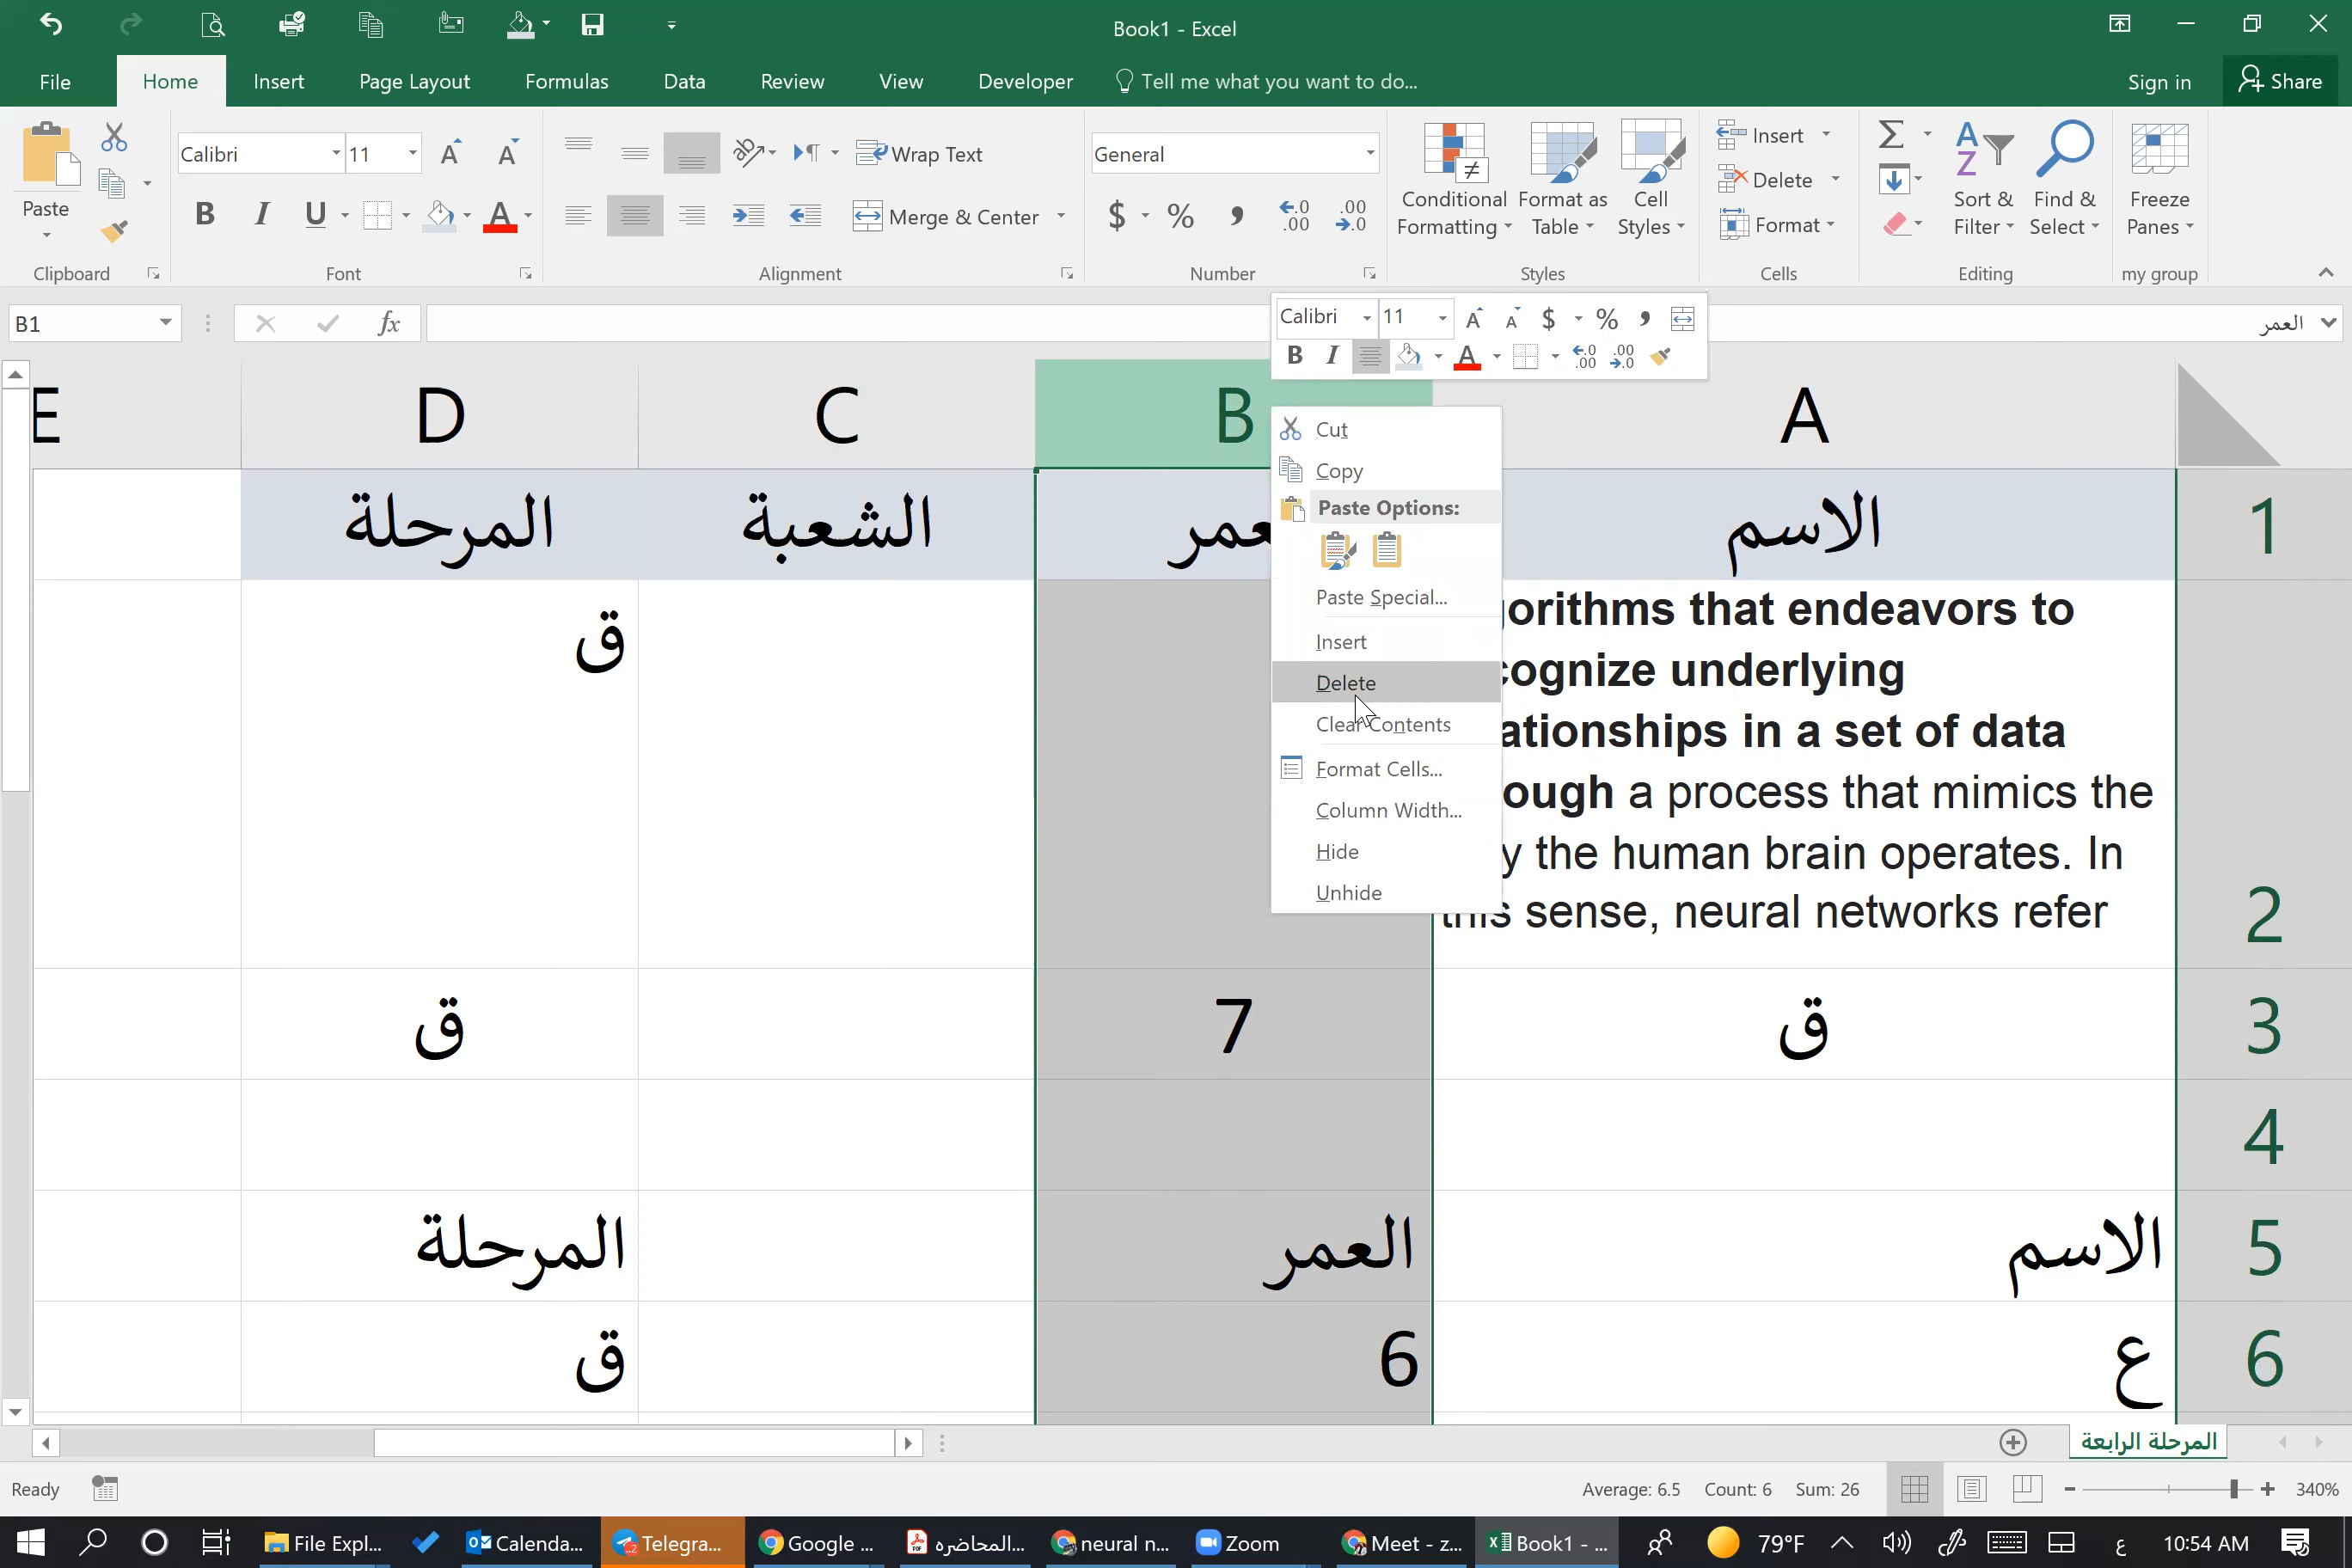 Book1 - Excel
File
Home
Insert
Page Layout
Formulas
Data
Review
View
Developer
Tell me what you want to do...
Sign in
Share
Paste
Clipboard
Calibri
11
B I U
Font
Wrap Text
Merge & Center
Alignment
General
$ %
Number
Conditional Formatting
Format as Table
Cell Styles
Styles
Insert
Delete
Format
Cells
Sort & Filter
Find & Select
Editing
Freeze Panes
my group
B1
fx
العمر
Calibri
11
$ %
B I
E D C B A
Cut
Copy
Paste Options:
Paste Special...
Insert
Delete
Clear Contents
Format Cells...
Column Width...
Hide
Unhide
1
الاسم
الشعبة
المرحلة
2
orithms that endeavors to
ognize underlying
ationships in a set of data
ough a process that mimics the
y the human brain operates. In
this sense, neural networks refer
ق
3
ق
7
ق
4
5
الاسم
العمر
المرحلة
6
ع
6
ق
المرحلة الرابعة
Ready
Average: 6.5
Count: 6
Sum: 26
340%
File Expl...
Calenda...
Telegra...
Google ...
المحاضره...
neural n...
Zoom
Meet - z...
Book1 - ...
79°F
ع
10:54 AM